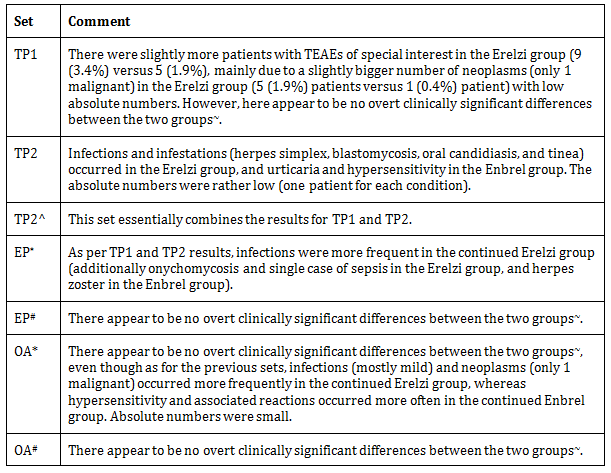 Set Comment
TP1 There were slightly more patients with TEAEs of special interest in the Erelzi group (9
(3.4%) versus 5 (1.9%), mainly due to a slightly bigger number of neoplasms (only 1
malignant) in the Erelzi group (5 (1.9%) patients versus 1 (0.4%) patient) with low
absolute numbers. However, here appear to be no overt clinically significant differences
between the two groups~.
TP2 Infections and infestations (herpes simplex, blastomycosis, oral candidiasis, and tinea)
occurred in the Erelzi group, and urticaria and hypersensitivity in the Enbrel group. The
absolute numbers were rather low (one patient for each condition).
TP2^ This set essentially combines the results for TP1 and TP2.
EP* As per TP1 and TP2 results, infections were more frequent in the continued Erelzi group
(additionally onychomycosis and single case of sepsis in the Erelzi group, and herpes
zoster in the Enbrel group).
EP# There appear to be no overt clinically significant differences between the two groups~.
OA* There appear to be no overt clinically significant differences between the two groups~,
even though as for the previous sets, infections (mostly mild) and neoplasms (only 1
malignant) occurred more frequently in the continued Erelzi group, whereas
hypersensitivity and associated reactions occurred more often in the continued Enbrel
group. Absolute numbers were small.
OA# There appear to be no overt clinically significant differences between the two groups~.